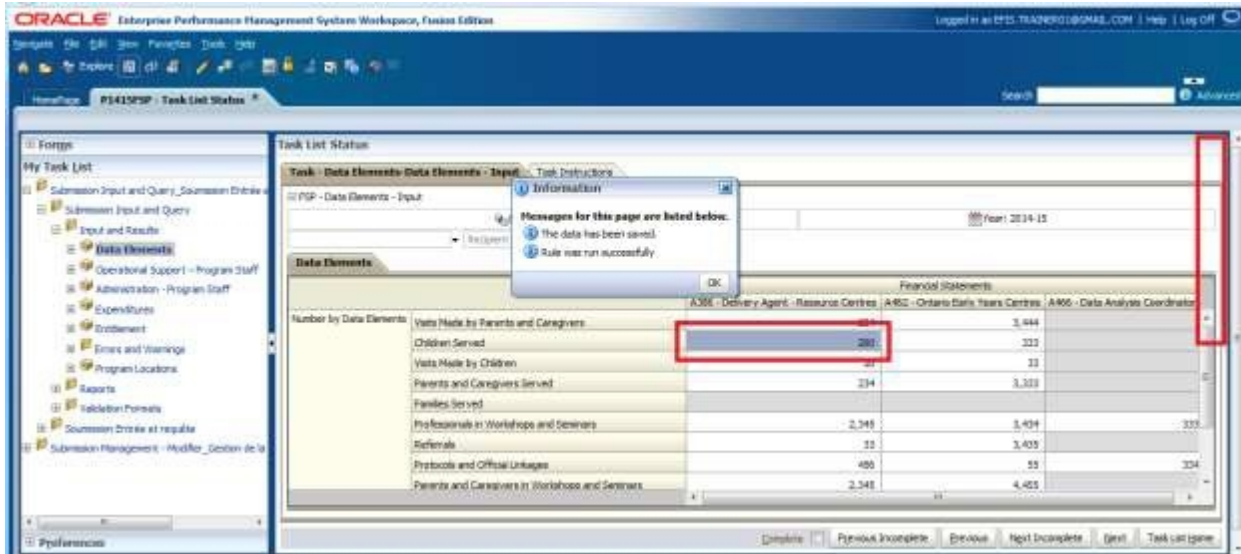 ORACLE Enterprise Performance Management System Workspace, Fusion Edition
Logged in as EFIS.TRAINER01@GMAIL.COM | Help | Log Off
Navigate File Edit View Favorites Tools Help
Explore
HomePage P1415FSP - Task List Status *
Search Advanced
Forms
My Task List
Submission Input and Query_Soumission Entrée e
Submission Input and Query
Input and Results
Data Elements
Operational Support - Program Staff
Administration - Program Staff
Expenditures
Entitlement
Errors and Warnings
Program Locations
Reports
Validation Formats
Soumission Entrée et requête
Submission Management - Modifier_Gestion de la
Preferences
Task List Status
Task - Data Elements-Data Elements - Input Task Instructions
FSP - Data Elements - Input
Year: 2014-15
Recipient
Information
Messages for this page are listed below.
The data has been saved.
Rule was run successfully
OK
Data Elements
Financial Statements
A386 - Delivery Agent - Resource Centres A462 - Ontario Early Years Centres A466 - Data Analysis Coordinator
Number by Data Elements Visits Made by Parents and Caregivers 3,444
Children Served 200 323
Visits Made by Children 33
Parents and Caregivers Served 234 3,323
Families Served
Professionals in Workshops and Seminars 2,345 3,434 333
Referrals 33 3,435
Protocols and Official Linkages 486 55 334
Parents and Caregivers in Workshops and Seminars 2,345 4,455
Complete Previous Incomplete Previous Next Incomplete Next Task List Home